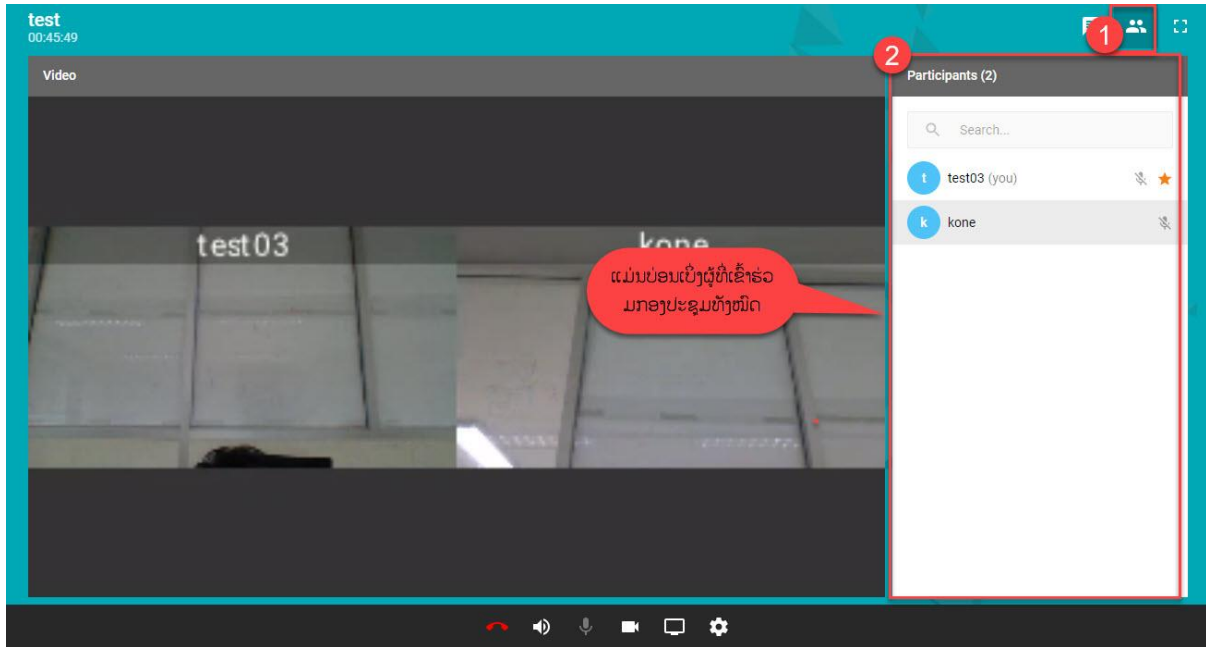 test
00:45:49
1
2
Video
Participants (2)
Search...
t test03 (you)
k kone
test03
kone
ແມ່ນບ່ອນເບິ່ງຜູ້ທີ່ເຂົ້າຮ່ວ
ມກອງປະຊຸມທັງໝົດ